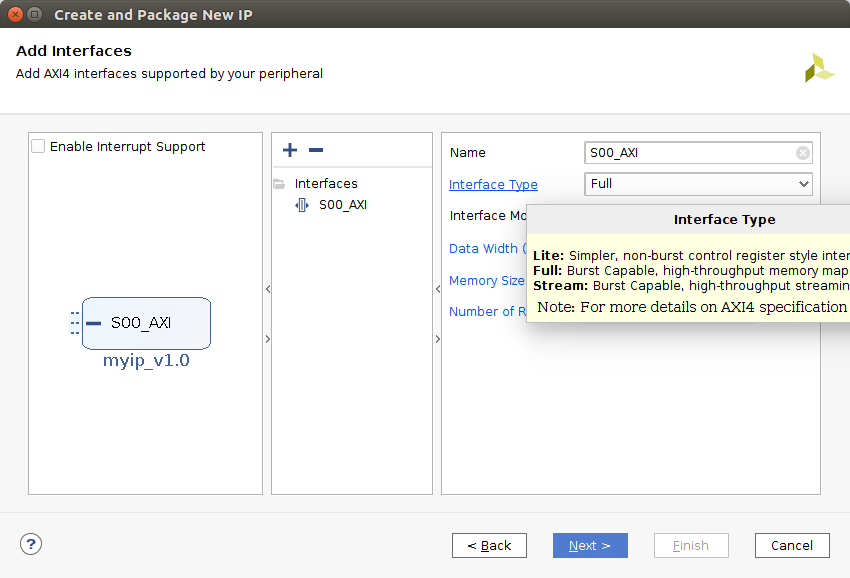 Create and Package New IP
Add Interfaces
Add AXI4 interfaces supported by your peripheral
Enable Interrupt Support
S00_AXI
myip_v1.0
Interfaces
S00_AXI
Name
S00_AXI
Interface Type
Full
Interface Mo
Data Width (
Memory Size
Number of R
Interface Type
Lite: Simpler, non-burst control register style inter
Full: Burst Capable, high-throughput memory map
Stream: Burst Capable, high-throughput streamin
Note: For more details on AXI4 specification
?
< Back
Next >
Finish
Cancel